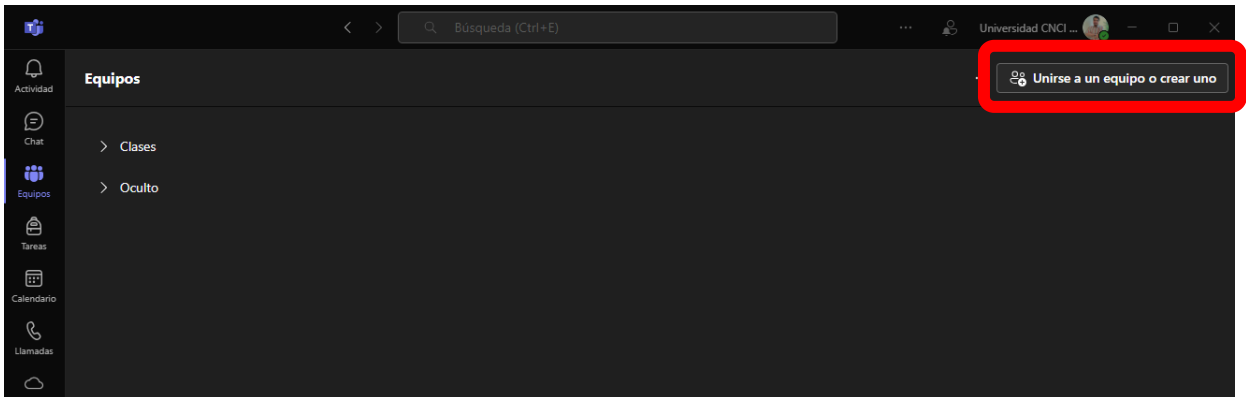 Búsqueda (Ctrl+E)
Universidad CNCI ...
Actividad
Equipos
Unirse a un equipo o crear uno
Chat
Clases
Equipos
Oculto
Tareas
Calendario
Llamadas